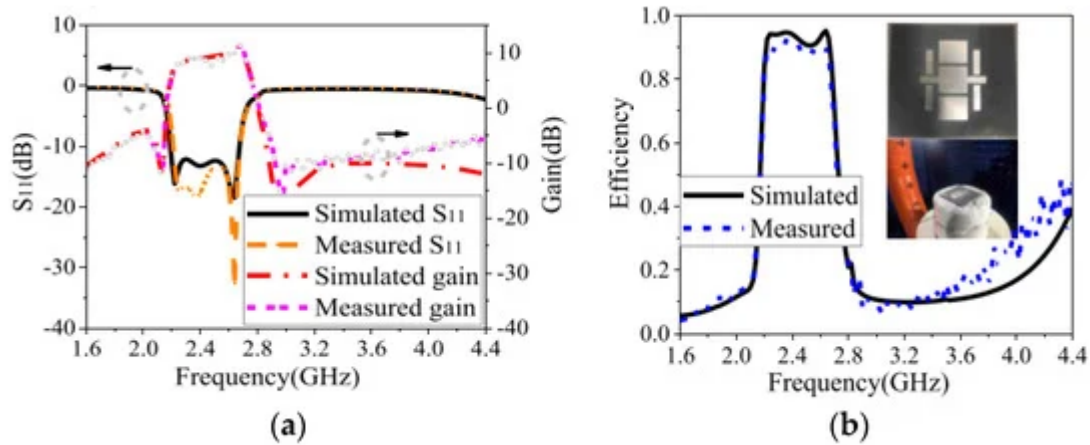 10
0
-10
-20
-30
-40
S11(dB)
1.6 2.0 2.4 2.8 3.2 3.6 4.0 4.4
Frequency(GHz)
10
0
-10
-20
-30
-40
Gain(dB)
Simulated S11
Measured S11
Simulated gain
Measured gain
(a)
1.0
0.8
0.6
0.4
0.2
0.0
Efficiency
1.6 2.0 2.4 2.8 3.2 3.6 4.0 4.4
Frequency(GHz)
Simulated
Measured
(b)